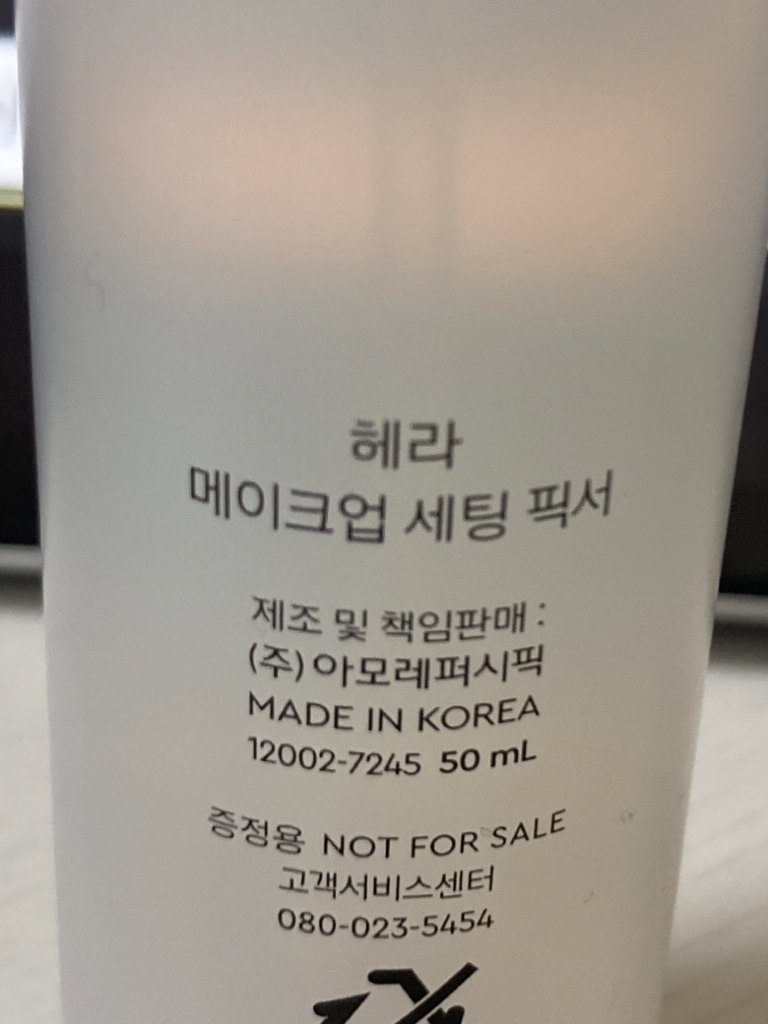 헤라
메이크업 세팅 픽서
제조 및 책임판매 :
(주)아모레퍼시픽
MADE IN KOREA
12002-7245 50 mL
증정용 NOT FOR SALE
고객서비스센터
080-023-5454